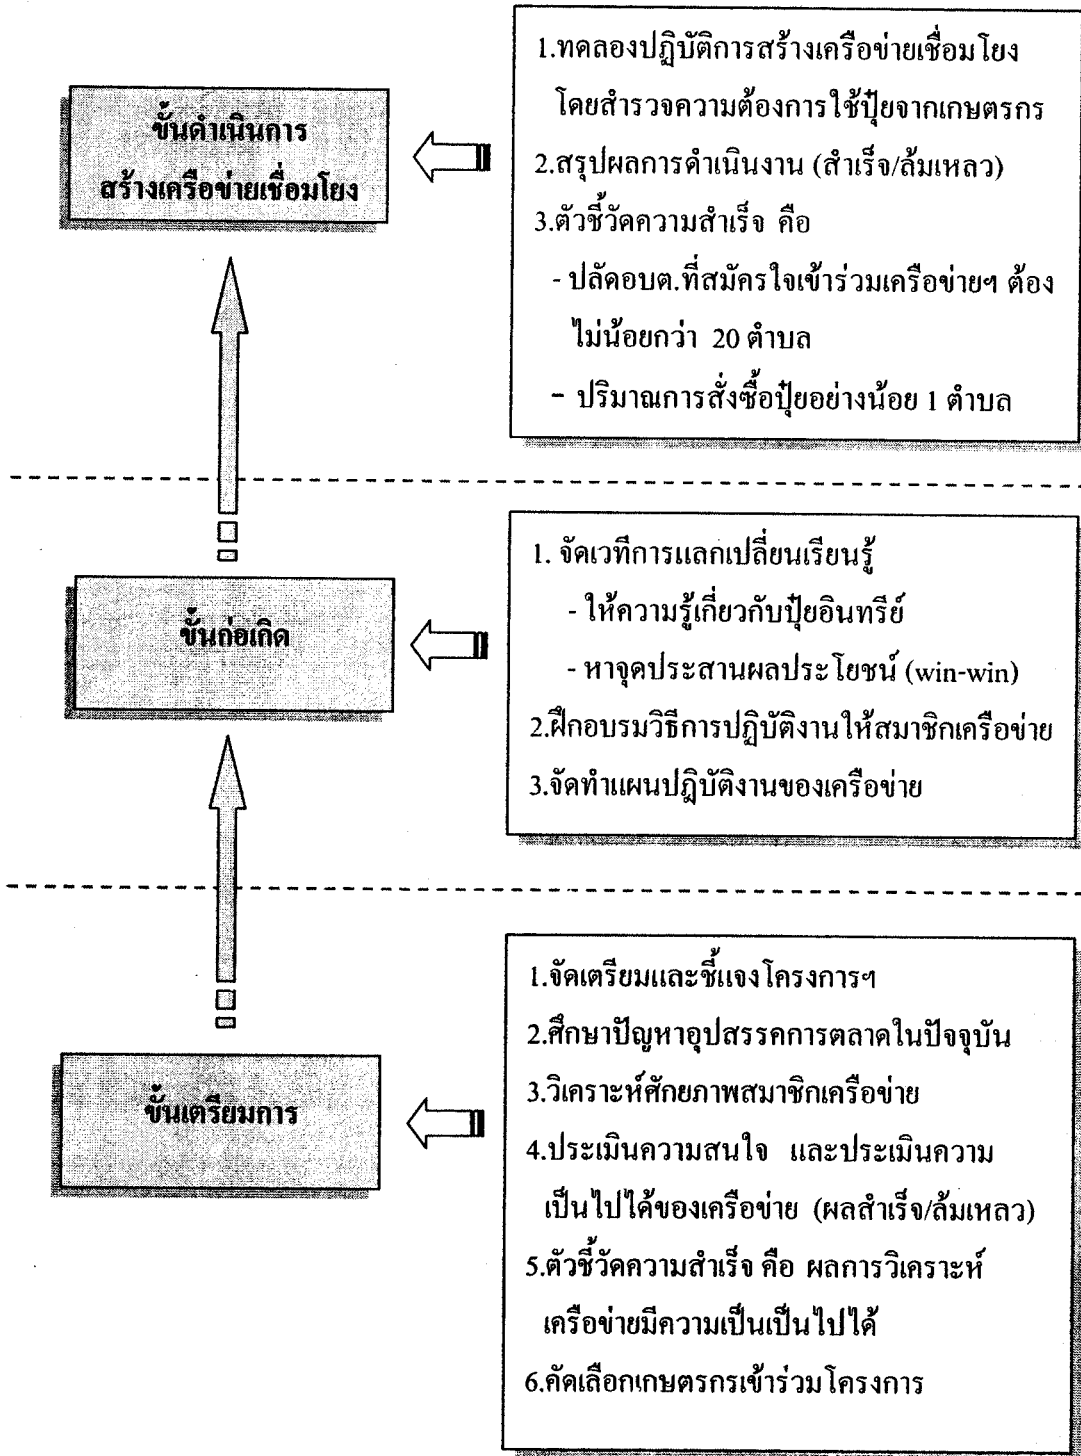 ขั้นดำเนินการ
สร้างเครือข่ายเชื่อมโยง
1.ทดลองปฏิบัติการสร้างเครือข่ายเชื่อมโยง
โดยสำรวจความต้องการใช้ปุ๋ยจากเกษตรกร
2.สรุปผลการดำเนินงาน (สำเร็จ/ล้มเหลว)
3.ตัวชี้วัดความสำเร็จ คือ
- ปลัดอบต.ที่สมัครใจเข้าร่วมเครือข่ายฯ ต้อง
ไม่น้อยกว่า 20 ตำบล
- ปริมาณการสั่งซื้อปุ๋ยอย่างน้อย 1 ตำบล
ขั้นก่อเกิด
1. จัดเวทีการแลกเปลี่ยนเรียนรู้
- ให้ความรู้เกี่ยวกับปุ๋ยอินทรีย์
- หาจุดประสานผลประโยชน์ (win-win)
2.ฝึกอบรมวิธีการปฏิบัติงานให้สมาชิกเครือข่าย
3.จัดทำแผนปฏิบัติงานของเครือข่าย
ขั้นเตรียมการ
1.จัดเตรียมและชี้แจงโครงการฯ
2.ศึกษาปัญหาอุปสรรคการตลาดในปัจจุบัน
3.วิเคราะห์ศักยภาพสมาชิกเครือข่าย
4.ประเมินความสนใจ และประเมินความ
เป็นไปได้ของเครือข่าย (ผลสำเร็จ/ล้มเหลว)
5.ตัวชี้วัดความสำเร็จ คือ ผลการวิเคราะห์
เครือข่ายมีความเป็นเป็นไปได้
6.คัดเลือกเกษตรกรเข้าร่วมโครงการ